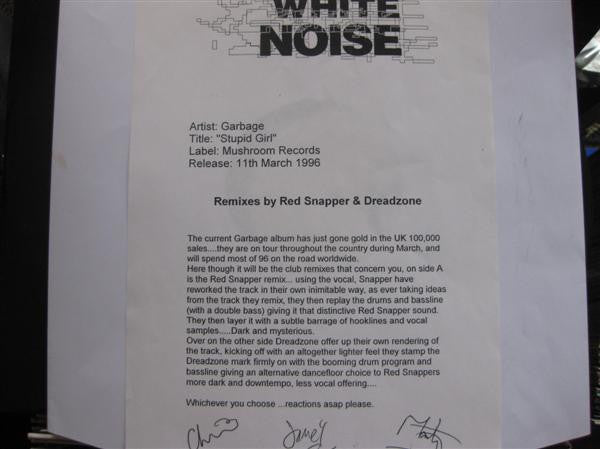 WHITE
NOISE
Artist: Garbage
Title: "Stupid Girl"
Label: Mushroom Records
Release: 11th March 1996
Remixes by Red Snapper & Dreadzone
The current Garbage album has just gone gold in the UK 100,000
sales....they are on tour throughout the country during March, and
will spend most of 96 on the road worldwide.
Here though it will be the club remixes that concern you, on side A
is the Red Snapper remix... using the vocal, Snapper have
reworked the track in their own inimitable way, as ever taking ideas
from the track they remix, they then replay the drums and bassline
(with a double bass) giving it that distinctive Red Snapper sound.
They then layer it with a subtle barrage of hooklines and vocal
samples.....Dark and mysterious.
Over on the other side Dreadzone offer up their own rendering of
the track, kicking off with an altogether lighter feel they stamp the
Dreadzone mark firmly on with the booming drum program and
bassline giving an alternative dancefloor choice to Red Snappers
more dark and downtempo, less vocal offering....
Whichever you choose ...reactions asap please.